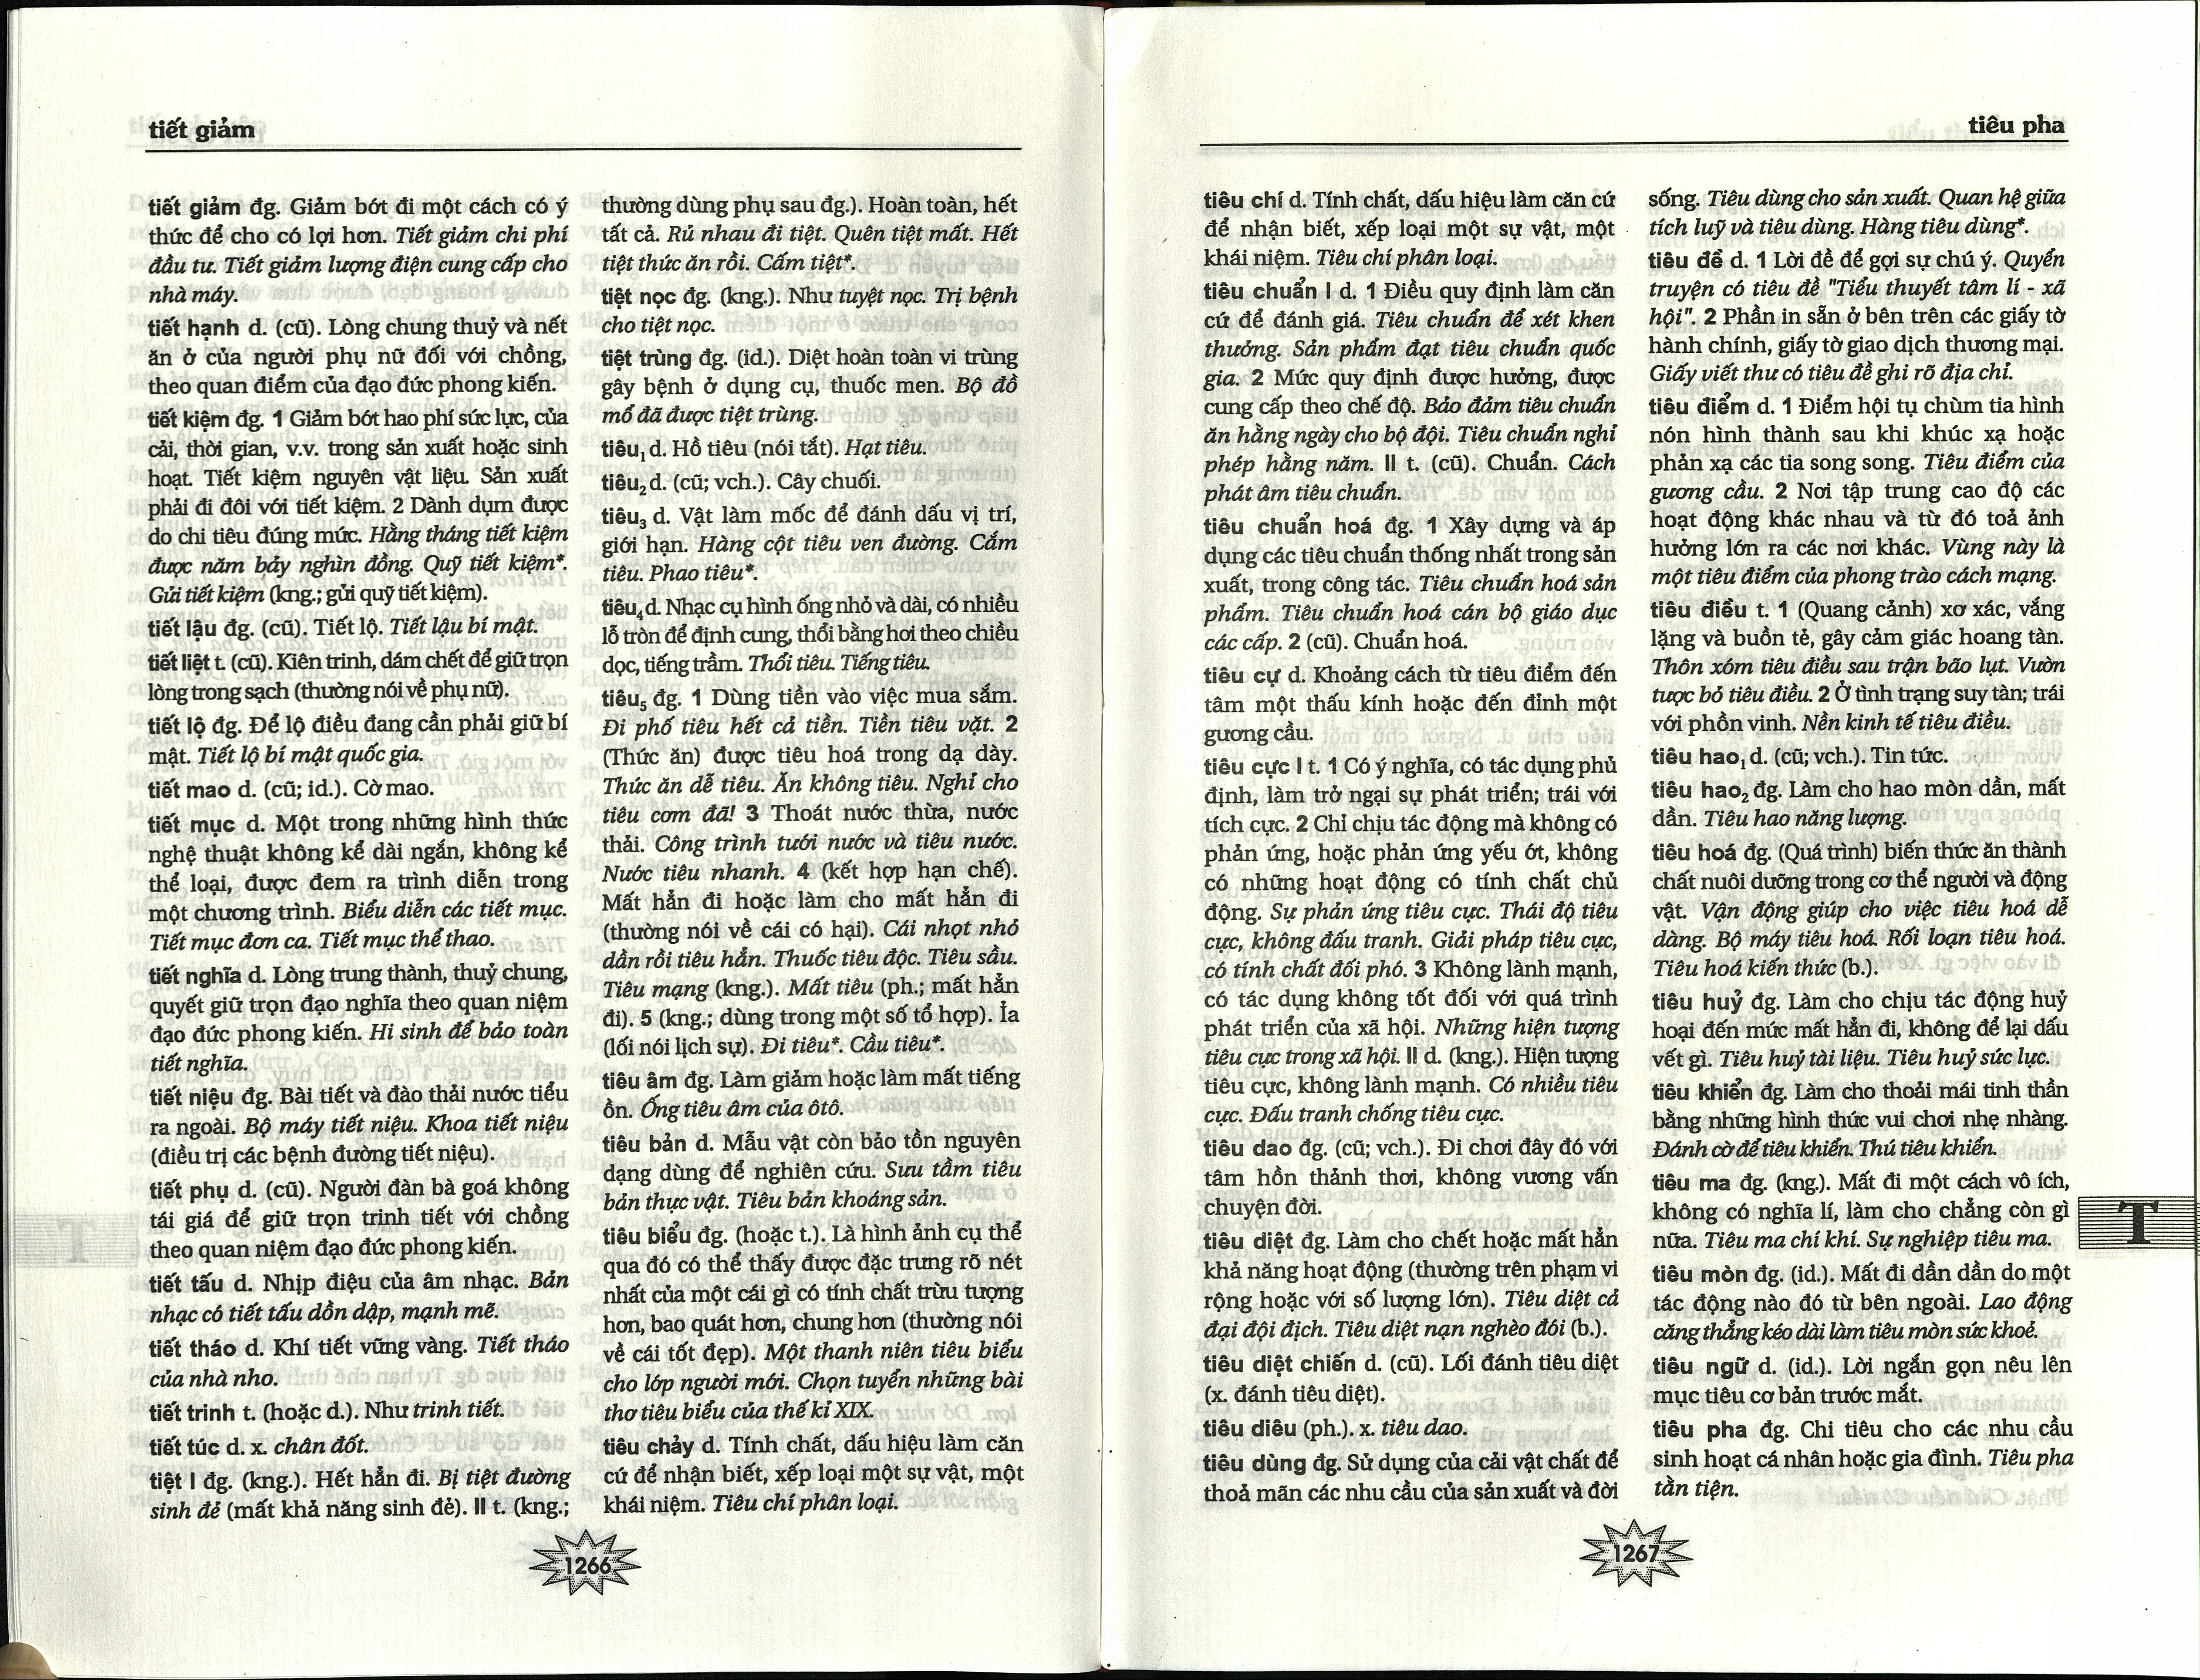 tiết giảm
tiết giảm đg. Giảm bớt đi một cách có ý
thức để cho có lợi hơn. Tiết giảm chi phí
đầu tư. Tiết giảm lượng điện cung cấp cho
nhà máy.
tiết hạnh d. (cũ). Lòng chung thuỷ và nết
ăn ở của người phụ nữ đối với chồng,
theo quan điểm của đạo đức phong kiến.
tiết kiệm đg. 1 Giảm bớt hao phí sức lực, của
cải, thời gian, v.v. trong sản xuất hoặc sinh
hoạt. Tiết kiệm nguyên vật liệu. Sản xuất
phải đi đôi với tiết kiệm. 2 Dành dụm được
do chi tiêu đúng mức. Hằng tháng tiết kiệm
được năm bảy nghìn đồng. Quỹ tiết kiệm*.
Gửi tiết kiệm (kng.; gửi quỹ tiết kiệm).
tiết lậu đg. (cũ). Tiết lộ. Tiết lậu bí mật.
tiết liệt t. (cũ). Kiên trinh, dám chết để giữ trọn
lòng trong sạch (thường nói về phụ nữ).
tiết lộ đg. Để lộ điều đang cần phải giữ bí
mật. Tiết lộ bí mật quốc gia.
tiết mao d. (cũ; id.). Cờ mao.
tiết mục d. Một trong những hình thức
nghệ thuật không kể dài ngắn, không kể
thể loại, được đem ra trình diễn trong
một chương trình. Biểu diễn các tiết mục.
Tiết mục đơn ca. Tiết mục thể thao.
tiết nghĩa d. Lòng trung thành, thuỷ chung,
quyết giữ trọn đạo nghĩa theo quan niệm
đạo đức phong kiến. Hi sinh để bảo toàn
tiết nghĩa.
tiết niệu đg. Bài tiết và đào thải nước tiểu
ra ngoài. Bộ máy tiết niệu. Khoa tiết niệu
(điều trị các bệnh đường tiết niệu).
tiết phụ d. (cũ). Người đàn bà goá không
tái giá để giữ trọn trinh tiết với chồng
theo quan niệm đạo đức phong kiến.
tiết tấu d. Nhịp điệu của âm nhạc. Bản
nhạc có tiết tấu dồn dập, mạnh mẽ.
tiết tháo d. Khí tiết vững vàng. Tiết tháo
của nhà nho.
tiết trinh t. (hoặc d.). Như trinh tiết.
tiết túc d. x. chân đốt.
tiệt I đg. (kng.). Hết hẳn đi. Bị tiệt đường
sinh đẻ (mất khả năng sinh đẻ). II t. (kng.;
thường dùng phụ sau đg.). Hoàn toàn, hết
tất cả. Rủ nhau đi tiệt. Quên tiệt mất. Hết
tiệt thức ăn rồi. Cấm tiệt*.
tiệt nọc đg. (kng.). Như tuyệt nọc. Trị bệnh
cho tiệt nọc.
tiệt trùng đg. (id.). Diệt hoàn toàn vi trùng
gây bệnh ở dụng cụ, thuốc men. Bộ đồ
mổ đã được tiệt trùng.
tiêu₁ d. Hồ tiêu (nói tắt). Hạt tiêu.
tiêu₂ d. (cũ; vch.). Cây chuối.
tiêu₃ d. Vật làm mốc để đánh dấu vị trí,
giới hạn. Hàng cột tiêu ven đường. Cắm
tiêu. Phao tiêu*.
tiêu₄ d. Nhạc cụ hình ống nhỏ và dài, có nhiều
lỗ tròn để định cung, thổi bằng hơi theo chiều
dọc, tiếng trầm. Thổi tiêu. Tiếng tiêu.
tiêu₅ đg. 1 Dùng tiền vào việc mua sắm.
Đi phố tiêu hết cả tiền. Tiền tiêu vặt. 2
(Thức ăn) được tiêu hoá trong dạ dày.
Thức ăn dễ tiêu. Ăn không tiêu. Nghỉ cho
tiêu cơm đã! 3 Thoát nước thừa, nước
thải. Công trình tưới nước và tiêu nước.
Nước tiêu nhanh. 4 (kết hợp hạn chế).
Mất hẳn đi hoặc làm cho mất hẳn đi
(thường nói về cái có hại). Cái nhọt nhỏ
dần rồi tiêu hẳn. Thuốc tiêu độc. Tiêu sầu.
Tiêu mạng (kng.). Mất tiêu (ph.; mất hẳn
đi). 5 (kng.; dùng trong một số tổ hợp). Ỉa
(lối nói lịch sự). Đi tiêu*. Cầu tiêu*.
tiêu âm đg. Làm giảm hoặc làm mất tiếng
ồn. Ống tiêu âm của ôtô.
tiêu bản d. Mẫu vật còn bảo tồn nguyên
dạng dùng để nghiên cứu. Sưu tầm tiêu
bản thực vật. Tiêu bản khoáng sản.
tiêu biểu đg. (hoặc t.). Là hình ảnh cụ thể
qua đó có thể thấy được đặc trưng rõ nét
nhất của một cái gì có tính chất trừu tượng
hơn, bao quát hơn, chung hơn (thường nói
về cái tốt đẹp). Một thanh niên tiêu biểu
cho lớp người mới. Chọn tuyển những bài
thơ tiêu biểu của thế kỉ XIX.
tiêu chảy d. Tính chất, dấu hiệu làm căn
cứ để nhận biết, xếp loại một sự vật, một
khái niệm. Tiêu chí phân loại.
1266
tiêu pha
tiêu chí d. Tính chất, dấu hiệu làm căn cứ
để nhận biết, xếp loại một sự vật, một
khái niệm. Tiêu chí phân loại.
tiêu chuẩn I d. 1 Điều quy định làm căn
cứ để đánh giá. Tiêu chuẩn để xét khen
thưởng. Sản phẩm đạt tiêu chuẩn quốc
gia. 2 Mức quy định được hưởng, được
cung cấp theo chế độ. Bảo đảm tiêu chuẩn
ăn hằng ngày cho bộ đội. Tiêu chuẩn nghỉ
phép hằng năm. II t. (cũ). Chuẩn. Cách
phát âm tiêu chuẩn.
tiêu chuẩn hoá đg. 1 Xây dựng và áp
dụng các tiêu chuẩn thống nhất trong sản
xuất, trong công tác. Tiêu chuẩn hoá sản
phẩm. Tiêu chuẩn hoá cán bộ giáo dục
các cấp. 2 (cũ). Chuẩn hoá.
tiêu cự d. Khoảng cách từ tiêu điểm đến
tâm một thấu kính hoặc đến đỉnh một
gương cầu.
tiêu cực I t. 1 Có ý nghĩa, có tác dụng phủ
định, làm trở ngại sự phát triển; trái với
tích cực. 2 Chỉ chịu tác động mà không có
phản ứng, hoặc phản ứng yếu ớt, không
có những hoạt động có tính chất chủ
động. Sự phản ứng tiêu cực. Thái độ tiêu
cực, không đấu tranh. Giải pháp tiêu cực,
có tính chất đối phó. 3 Không lành mạnh,
có tác dụng không tốt đối với quá trình
phát triển của xã hội. Những hiện tượng
tiêu cực trong xã hội. II d. (kng.). Hiện tượng
tiêu cực, không lành mạnh. Có nhiều tiêu
cực. Đấu tranh chống tiêu cực.
tiêu dao đg. (cũ; vch.). Đi chơi đây đó với
tâm hồn thảnh thơi, không vương vấn
chuyện đời.
tiêu diệt đg. Làm cho chết hoặc mất hẳn
khả năng hoạt động (thường trên phạm vi
rộng hoặc với số lượng lớn). Tiêu diệt cả
đại đội địch. Tiêu diệt nạn nghèo đói (b.).
tiêu diệt chiến d. (cũ). Lối đánh tiêu diệt
(x. đánh tiêu diệt).
tiêu diêu (ph.). x. tiêu dao.
tiêu dùng đg. Sử dụng của cải vật chất để
thoả mãn các nhu cầu của sản xuất và đời
sống. Tiêu dùng cho sản xuất. Quan hệ giữa
tích luỹ và tiêu dùng. Hàng tiêu dùng*.
tiêu đề d. 1 Lời đề để gợi sự chú ý. Quyển
truyện có tiêu đề "Tiểu thuyết tâm lí - xã
hội". 2 Phần in sẵn ở bên trên các giấy tờ
hành chính, giấy tờ giao dịch thương mại.
Giấy viết thư có tiêu đề ghi rõ địa chỉ.
tiêu điểm d. 1 Điểm hội tụ chùm tia hình
nón hình thành sau khi khúc xạ hoặc
phản xạ các tia song song. Tiêu điểm của
gương cầu. 2 Nơi tập trung cao độ các
hoạt động khác nhau và từ đó toả ảnh
hưởng lớn ra các nơi khác. Vùng này là
một tiêu điểm của phong trào cách mạng.
tiêu điều t. 1 (Quang cảnh) xơ xác, vắng
lặng và buồn tẻ, gây cảm giác hoang tàn.
Thôn xóm tiêu điều sau trận bão lụt. Vườn
tược bỏ tiêu điều. 2 Ở tình trạng suy tàn; trái
với phồn vinh. Nền kinh tế tiêu điều.
tiêu hao₁ d. (cũ; vch.). Tin tức.
tiêu hao₂ đg. Làm cho hao mòn dần, mất
dần. Tiêu hao năng lượng.
tiêu hoá đg. (Quá trình) biến thức ăn thành
chất nuôi dưỡng trong cơ thể người và động
vật. Vận động giúp cho việc tiêu hoá dễ
dàng. Bộ máy tiêu hoá. Rối loạn tiêu hoá.
Tiêu hoá kiến thức (b.).
tiêu huỷ đg. Làm cho chịu tác động huỷ
hoại đến mức mất hẳn đi, không để lại dấu
vết gì. Tiêu huỷ tài liệu. Tiêu huỷ sức lực.
tiêu khiển đg. Làm cho thoải mái tinh thần
bằng những hình thức vui chơi nhẹ nhàng.
Đánh cờ để tiêu khiển. Thú tiêu khiển.
tiêu ma đg. (kng.). Mất đi một cách vô ích,
không có nghĩa lí, làm cho chẳng còn gì
nữa. Tiêu ma chí khí. Sự nghiệp tiêu ma.
tiêu mòn đg. (id.). Mất đi dần dần do một
tác động nào đó từ bên ngoài. Lao động
căng thẳng kéo dài làm tiêu mòn sức khoẻ.
tiêu ngữ d. (id.). Lời ngắn gọn nêu lên
mục tiêu cơ bản trước mắt.
tiêu pha đg. Chi tiêu cho các nhu cầu
sinh hoạt cá nhân hoặc gia đình. Tiêu pha
tằn tiện.
T
1267